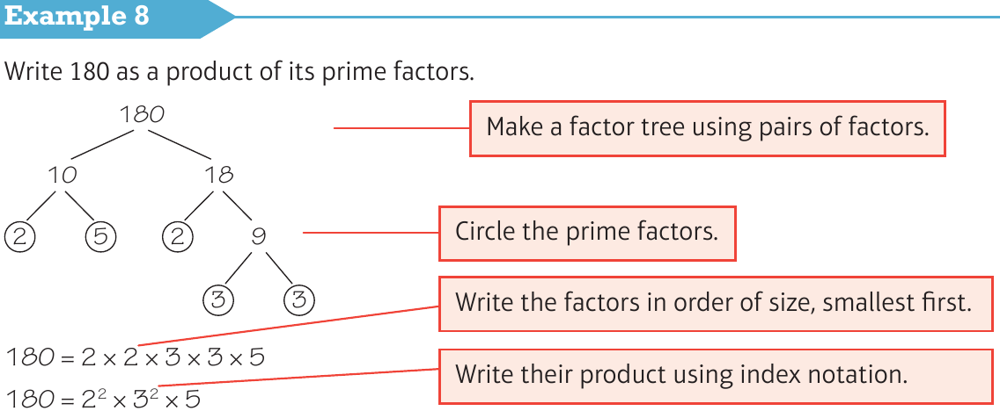 Example 8
Write 180 as a product of its prime factors.
180
Make a factor tree using pairs of factors.
10 18
2 5 2 9
Circle the prime factors.
3 3
Write the factors in order of size, smallest first.
180 = 2 × 2 × 3 × 3 × 5
Write their product using index notation.
180 = 2² × 3² × 5